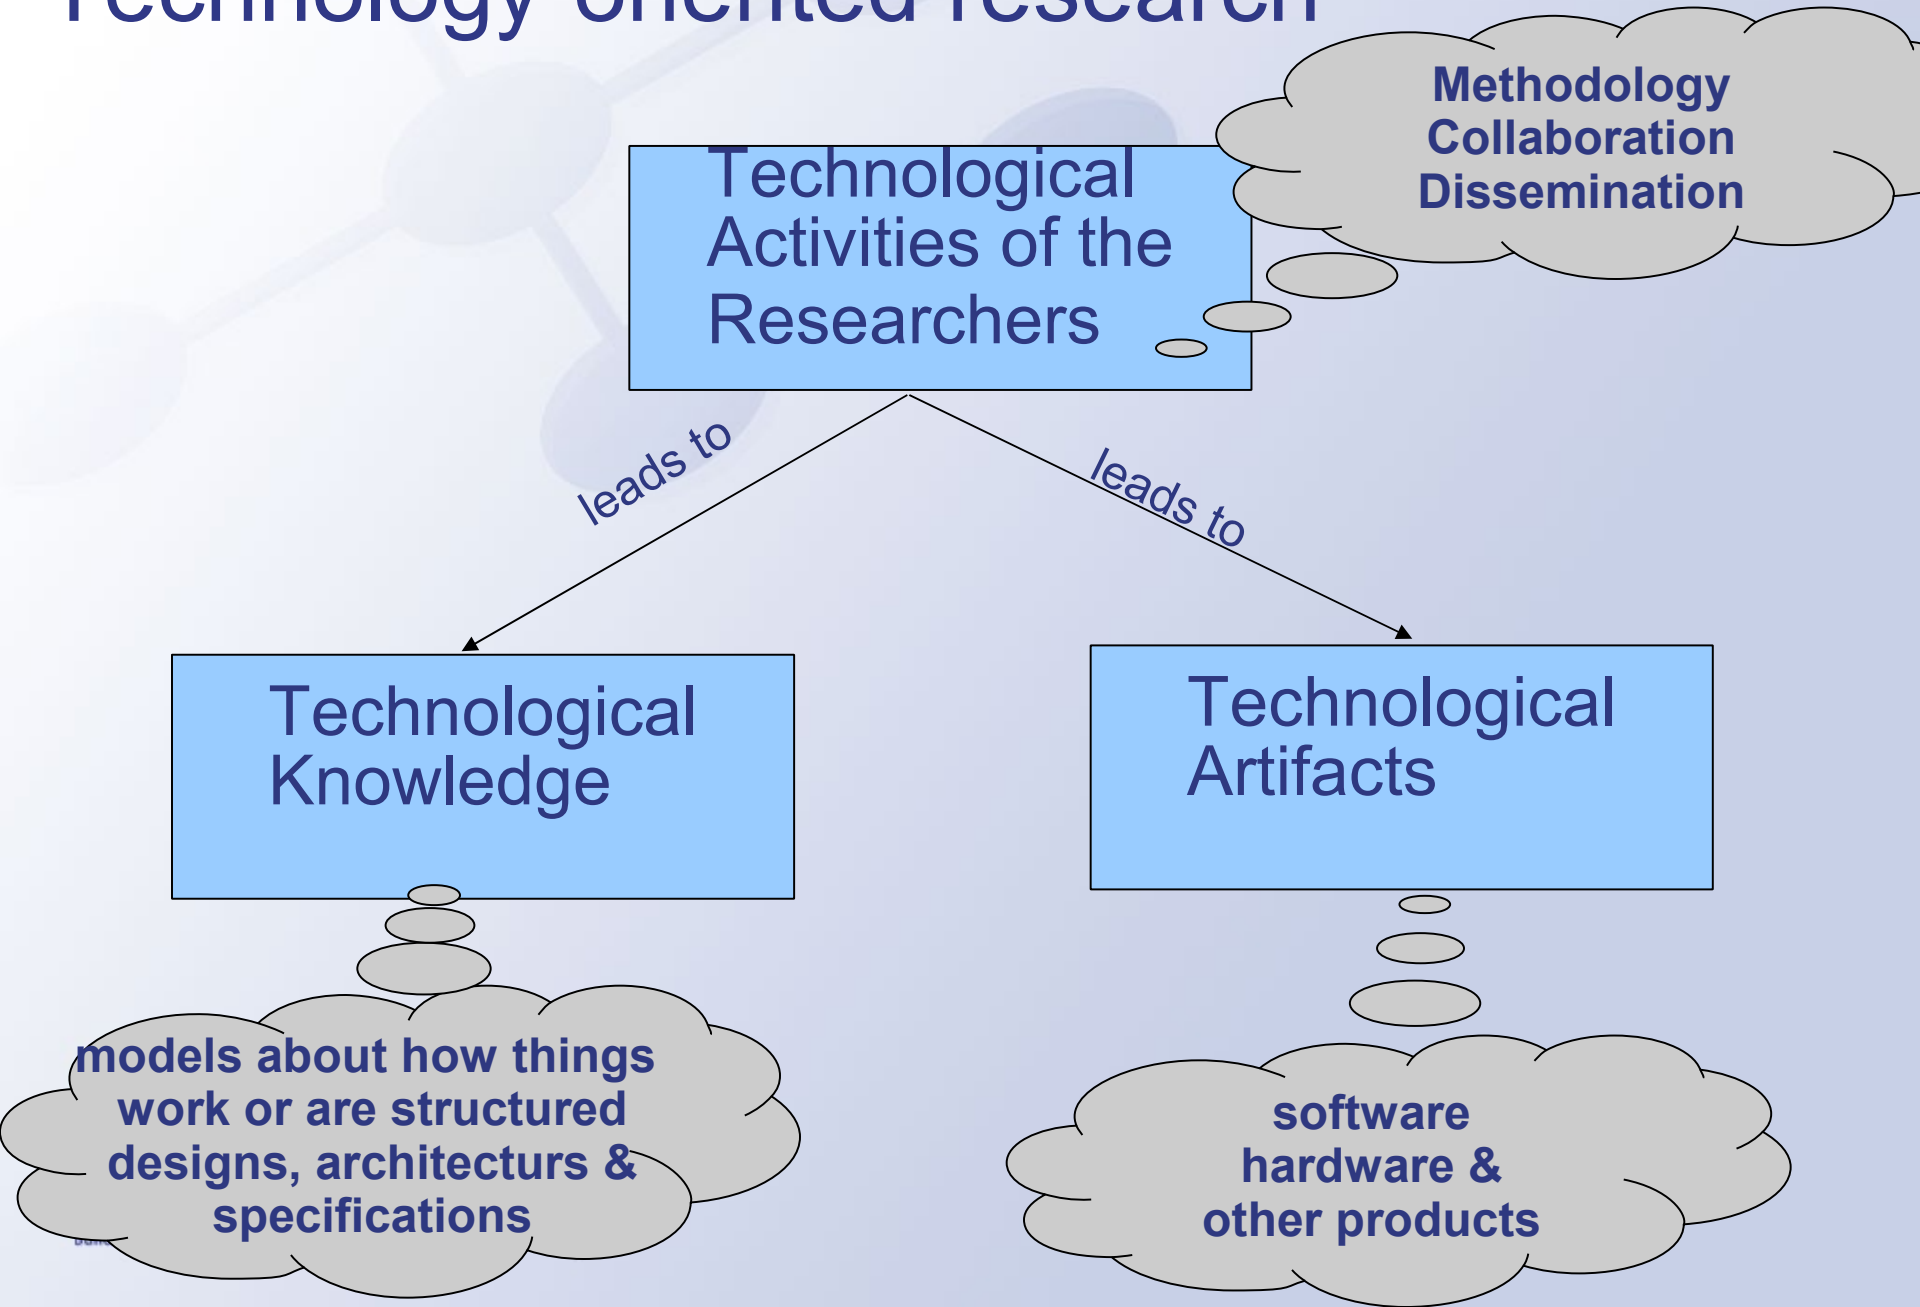 Technology oriented research
Methodology
Collaboration
Dissemination
Technological
Activities of the
Researchers
leads to
leads to
Technological
Knowledge
Technological
Artifacts
models about how things
work or are structured
designs, architecturs &
specifications
software
hardware &
other products